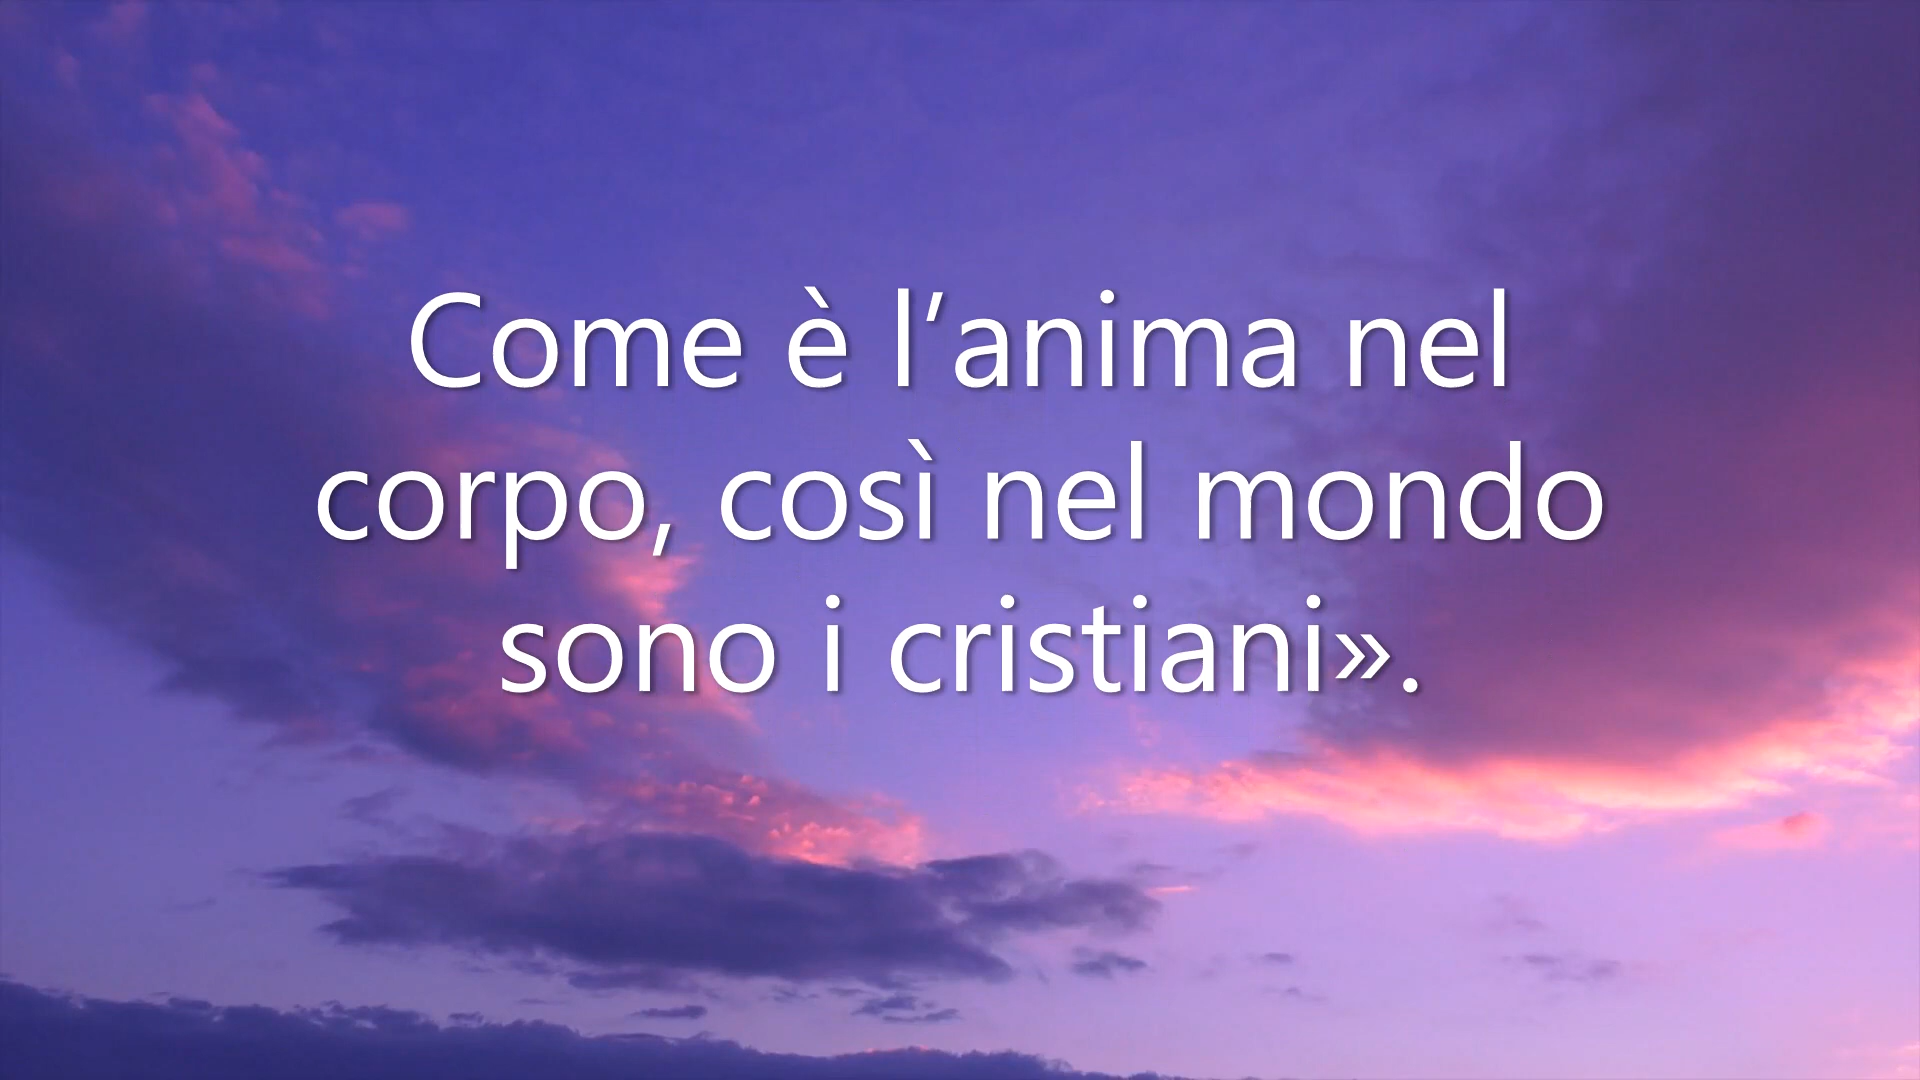 Come è l’anima nel
corpo, così nel mondo
sono i cristiani».